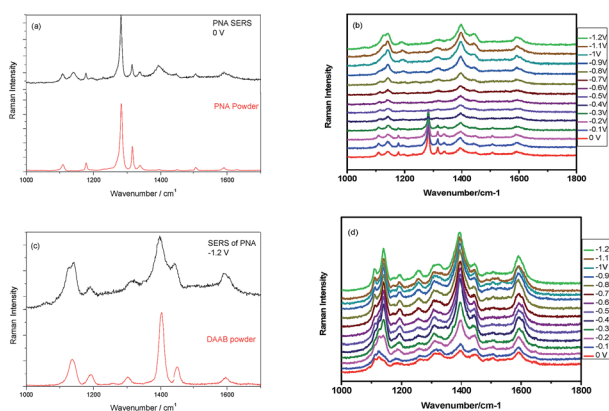 (a)
PNA SERS
0 V
PNA Powder
Raman Intensity
1000
1200
1400
1600
Wavenumber / cm⁻¹
(b)
-1.2V
-1.1V
-1V
-0.9V
-0.8V
-0.7V
-0.6V
-0.5V
-0.4V
-0.3V
-0.2V
-0.1V
0 V
Raman Intensity
1000
1200
1400
1600
1800
Wavenumber/cm-1
(c)
SERS of PNA
-1.2 V
DAAB powder
Raman Intensity
1000
1200
1400
1600
Wavenumber / cm⁻¹
(d)
-1.2
-1.1
-1V
-0.9
-0.8
-0.7
-0.6
-0.5
-0.4
-0.3
-0.2
-0.1
0 V
Raman Intensity
1000
1200
1400
1600
1800
Wavenumber/cm-1